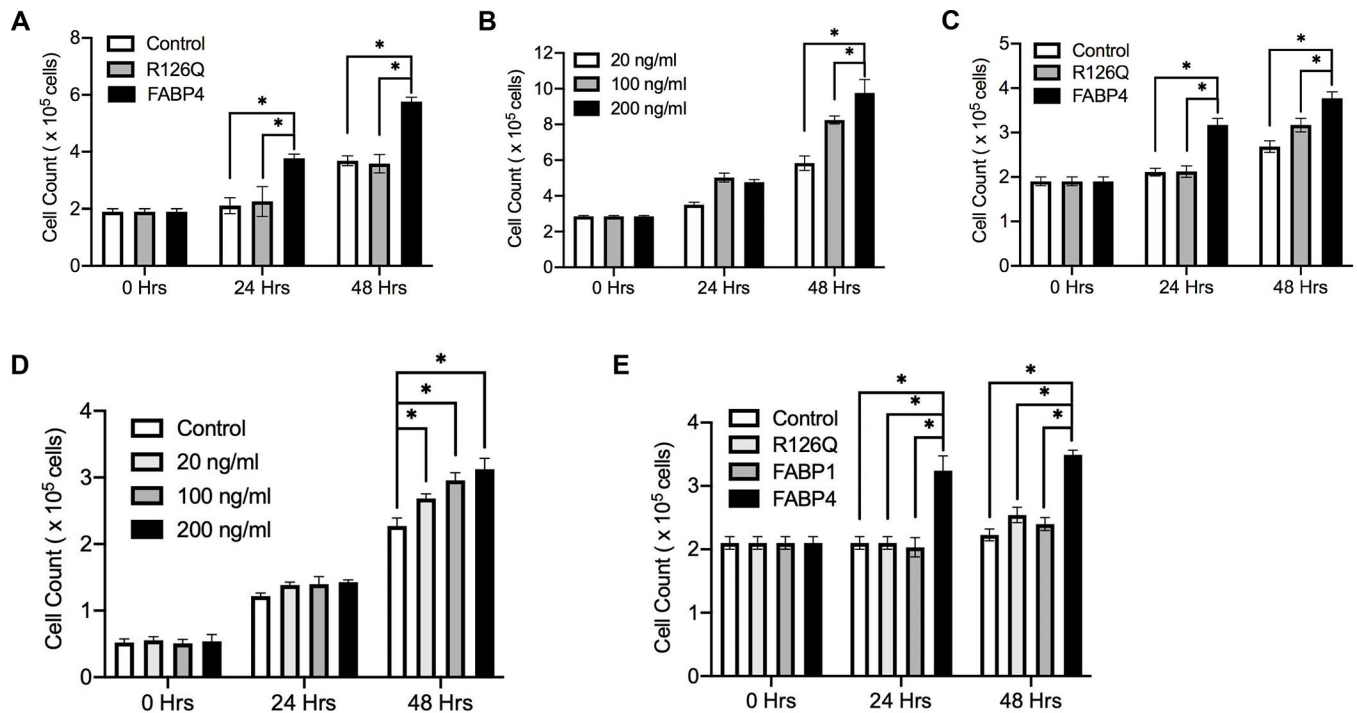 A
Cell Count ( x 10⁵ cells)
8
6
4
2
0
Control
R126Q
FABP4
*
*
*
*
0 Hrs
24 Hrs
48 Hrs
B
Cell Count ( x 10⁵ cells)
12
10
8
6
4
2
0
20 ng/ml
100 ng/ml
200 ng/ml
*
*
0 Hrs
24 Hrs
48 Hrs
C
Cell Count ( x 10⁵ cells)
5
4
3
2
1
0
Control
R126Q
FABP4
*
*
*
*
0 Hrs
24 Hrs
48 Hrs
D
Cell Count ( x 10⁵ cells)
4
3
2
1
0
Control
20 ng/ml
100 ng/ml
200 ng/ml
*
*
*
0 Hrs
24 Hrs
48 Hrs
E
Cell Count ( x 10⁵ cells)
4
3
2
1
0
Control
R126Q
FABP1
FABP4
*
*
*
*
*
*
0 Hrs
24 Hrs
48 Hrs